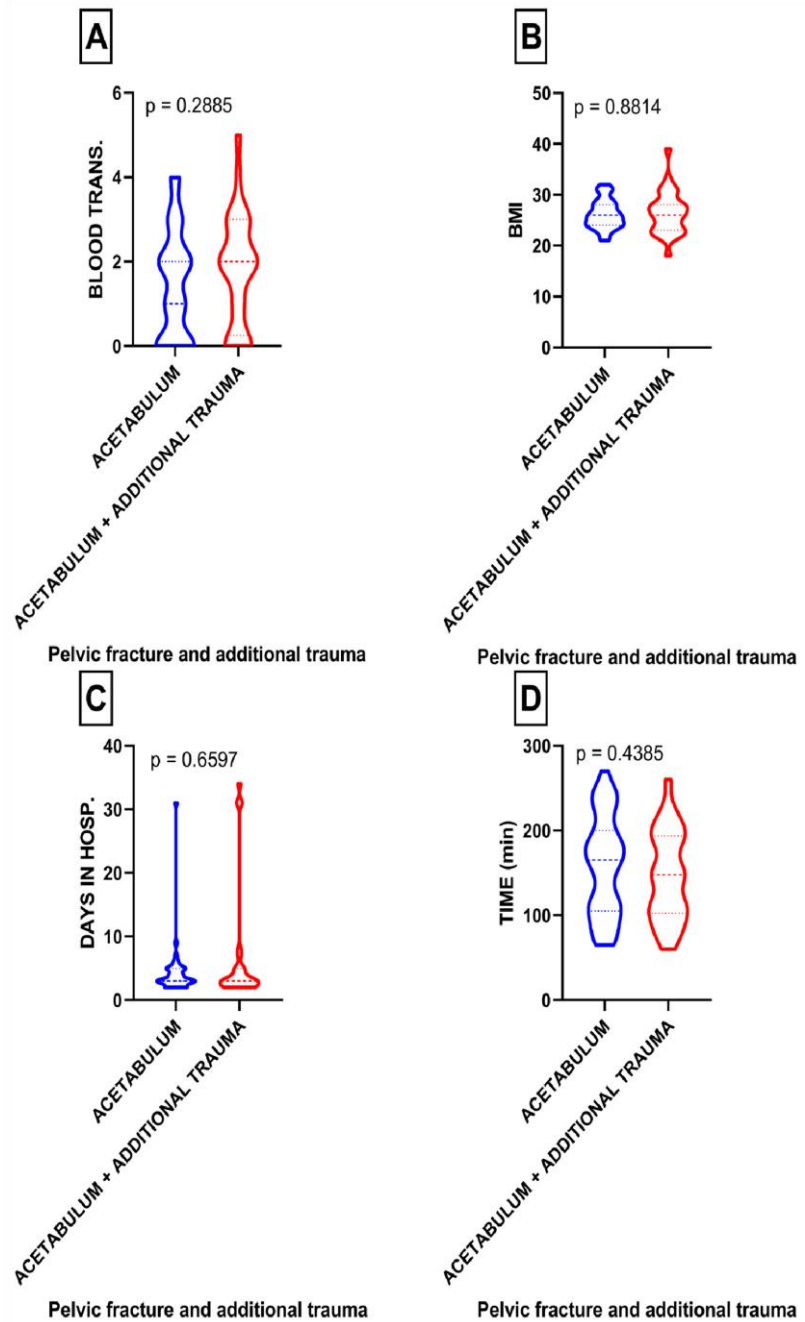 A
p = 0.2885
BLOOD TRANS.
6
4
2
0
ACETABULUM
ACETABULUM + ADDITIONAL TRAUMA
Pelvic fracture and additional trauma
B
p = 0.8814
BMI
50
40
30
20
10
0
ACETABULUM
ACETABULUM + ADDITIONAL TRAUMA
Pelvic fracture and additional trauma
C
p = 0.6597
DAYS IN HOSP.
40
30
20
10
0
ACETABULUM
ACETABULUM + ADDITIONAL TRAUMA
Pelvic fracture and additional trauma
D
p = 0.4385
TIME (min)
300
200
100
0
ACETABULUM
ACETABULUM + ADDITIONAL TRAUMA
Pelvic fracture and additional trauma